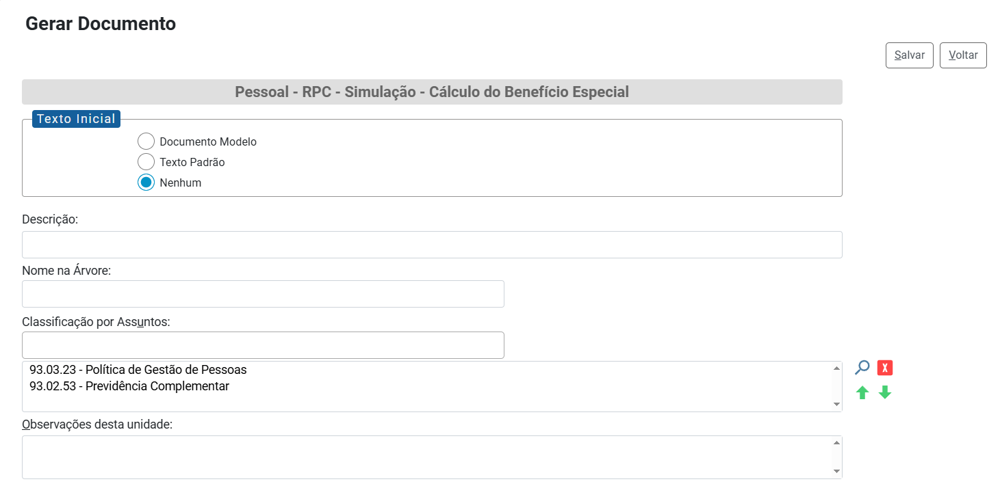 Gerar Documento
Salvar Voltar
Pessoal - RPC - Simulação - Cálculo do Benefício Especial
Texto Inicial
Documento Modelo
Texto Padrão
Nenhum
Descrição:
Nome na Árvore:
Classificação por Assuntos:
93.03.23 - Política de Gestão de Pessoas
93.02.53 - Previdência Complementar
X
Observações desta unidade: